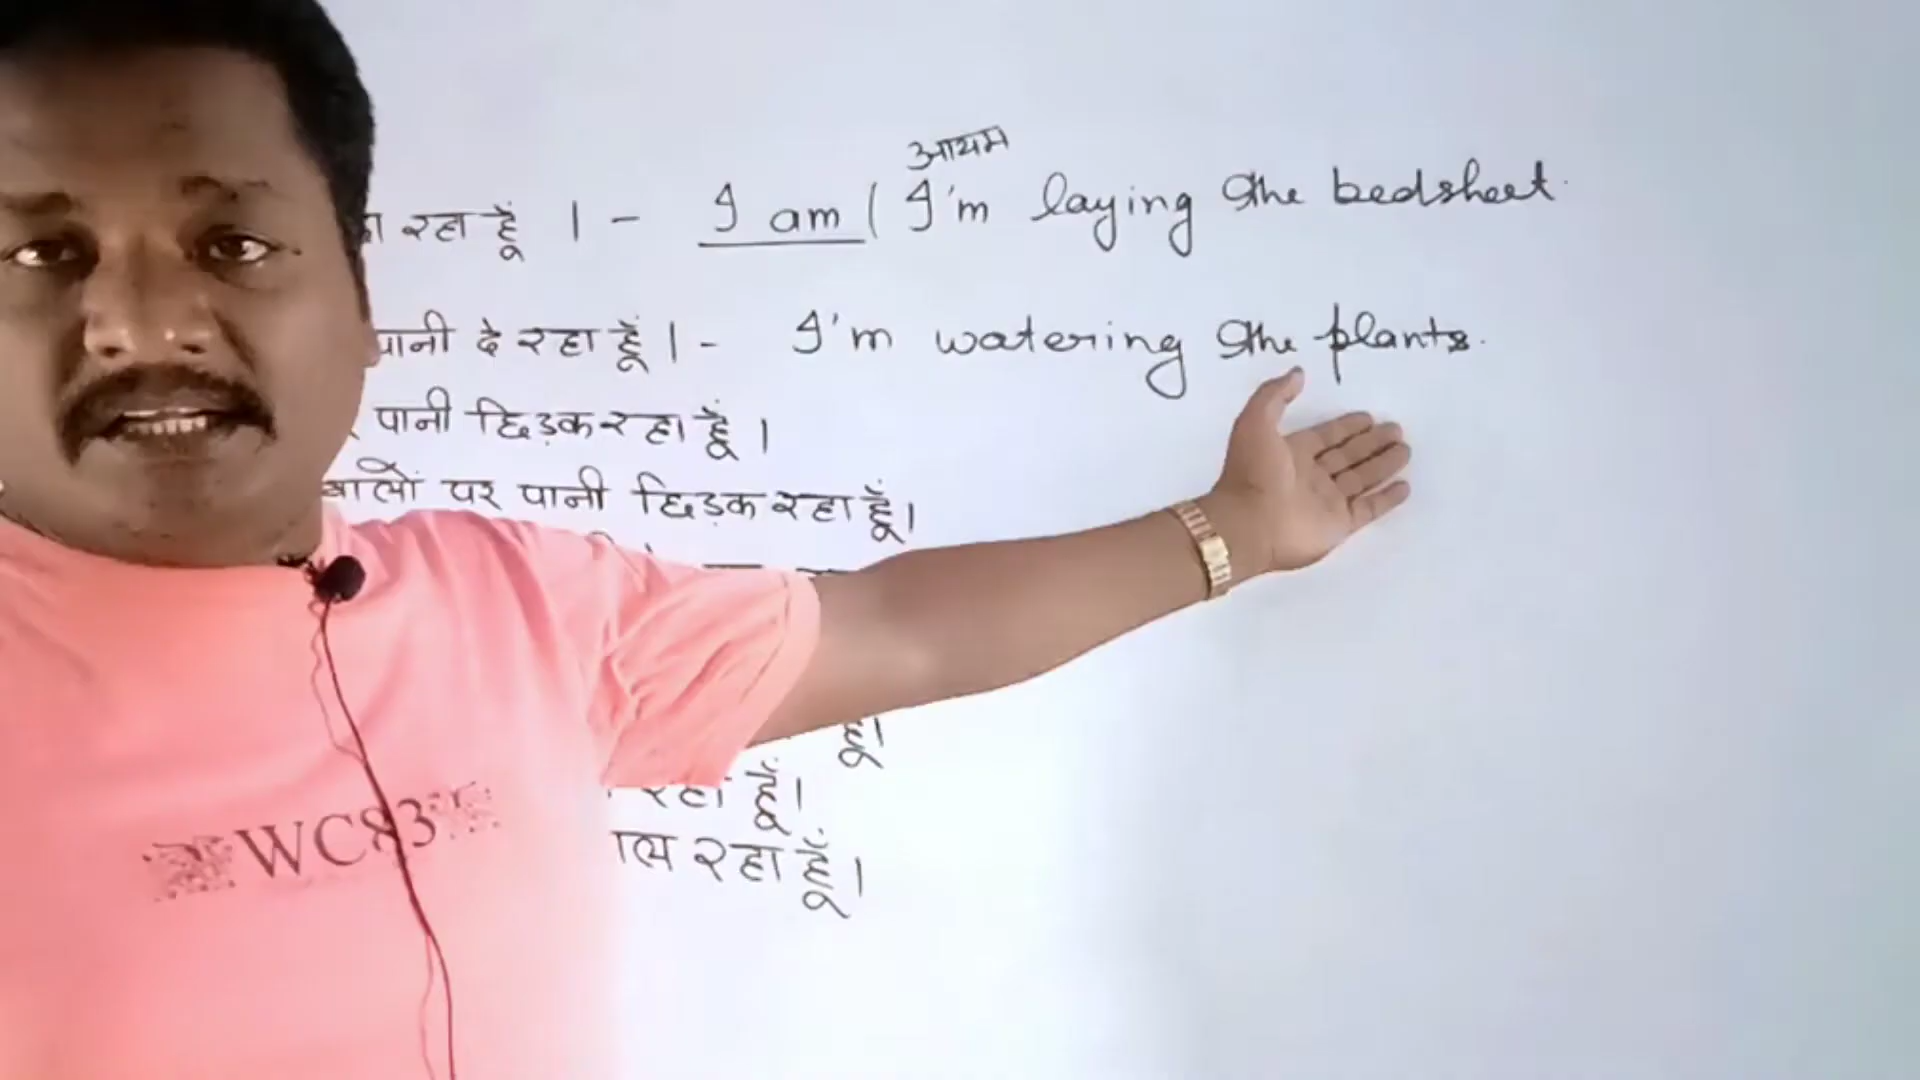 आयम
रहा हूँ । - I am / I'm laying the bedsheet.
पानी दे रहा हूँ । - I'm watering the plants.
पानी छिड़क रहा हूँ ।
बालों पर पानी छिड़क रहा हूँ।
हूँ।
रहा हूँ ।
रहा हूँ ।
WC83